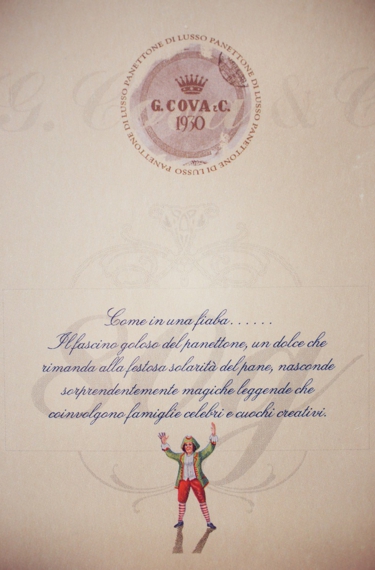 PANETTONE DI LUSSO PANETTONE DI LUSSO PANETTONE DI LUSSO PANETTONE DI LUSSO
G. COVA & C.
1930
Come in una fiaba......
Il fascino goloso del panettone, un dolce che
rimanda alla festosa solarità del pane, nasconde
sorprendentemente magiche leggende che
coinvolgono famiglie celebri e cuochi creativi.